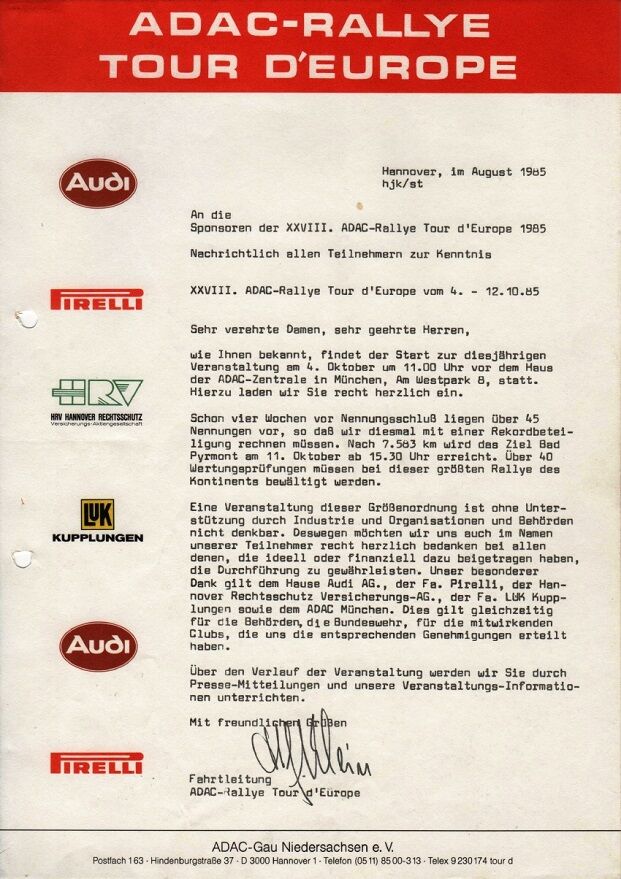 ADAC-RALLYE
TOUR D'EUROPE
Audi
Hannover, im August 1985
hjk/st
An die
Sponsoren der XXVIII. ADAC-Rallye Tour d'Europe 1985
Nachrichtlich allen Teilnehmern zur Kenntnis
PIRELLI
XXVIII. ADAC-Rallye Tour d'Europe vom 4. - 12.10.85
Sehr verehrte Damen, sehr geehrte Herren,
wie Ihnen bekannt, findet der Start zur diesjährigen
Veranstaltung am 4. Oktober um 11.00 Uhr vor dem Haus
der ADAC-Zentrale in München, Am Westpark 8, statt.
Hierzu laden wir Sie recht herzlich ein.
HRV
HRV HANNOVER RECHTSSCHUTZ
Versicherungs-Aktiengesellschaft
Schon vier Wochen vor Nennungsschluß liegen über 45
Nennungen vor, so daß wir diesmal mit einer Rekordbetei-
ligung rechnen müssen. Nach 7.583 km wird das Ziel Bad
Pyrmont am 11. Oktober ab 15.30 Uhr erreicht. Über 40
Wertungsprüfungen müssen bei dieser größten Rallye des
Kontinents bewältigt werden.
LuK
KUPPLUNGEN
Eine Veranstaltung dieser Größenordnung ist ohne Unter-
stützung durch Industrie und Organisationen und Behörden
nicht denkbar. Deswegen möchten wir uns auch im Namen
unserer Teilnehmer recht herzlich bedanken bei allen
denen, die ideell oder finanziell dazu beigetragen haben,
die Durchführung zu gewährleisten. Unser besonderer
Dank gilt dem Hause Audi AG., der Fa. Pirelli, der Han-
nover Rechtsschutz Versicherungs-AG., der Fa. LUK Kupp-
lungen sowie dem ADAC München. Dies gilt gleichzeitig
für die Behörden, die Bundeswehr, für die mitwirkenden
Clubs, die uns die entsprechenden Genehmigungen erteilt
haben.
Audi
Über den Verlauf der Veranstaltung werden wir Sie durch
Presse-Mitteilungen und unsere Veranstaltungs-Informatio-
nen unterrichten.
Mit freundlichen Grüßen
PIRELLI
Fahrtleitung
ADAC-Rallye Tour d'Europe
ADAC-Gau Niedersachsen e. V.
Postfach 163 · Hindenburgstraße 37 · D 3000 Hannover 1 · Telefon (0511) 8500-313 · Telex 9230174 tour d